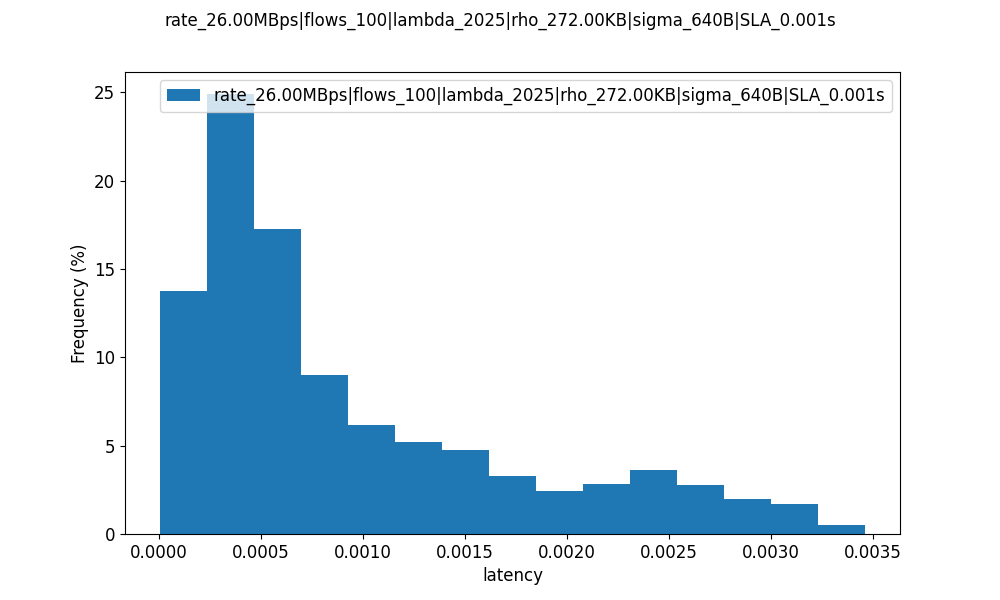 rate_26.00MBps|flows_100|lambda_2025|rho_272.00KB|sigma_640B|SLA_0.001s
rate_26.00MBps|flows_100|lambda_2025|rho_272.00KB|sigma_640B|SLA_0.001s
25
20
15
10
5
0
Frequency (%)
0.0000 0.0005 0.0010 0.0015 0.0020 0.0025 0.0030 0.0035
latency